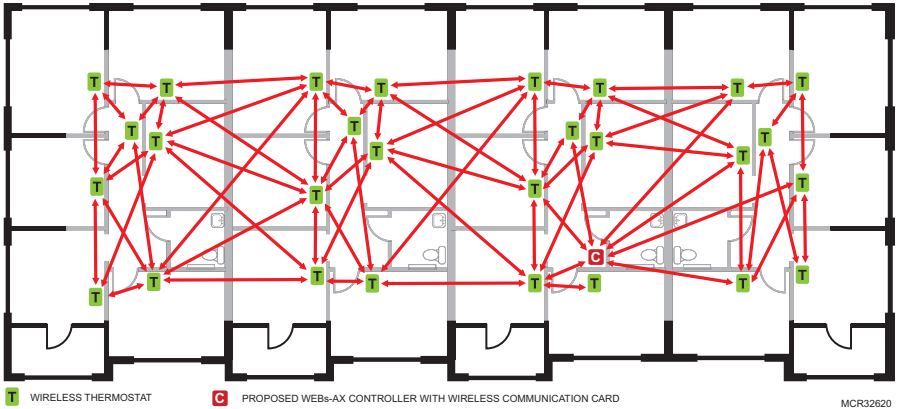 T T T T T T T T
T T T T T T T T
T T T T
C
T T T T T T T T
T WIRELESS THERMOSTAT
C PROPOSED WEBs-AX CONTROLLER WITH WIRELESS COMMUNICATION CARD
MCR32620